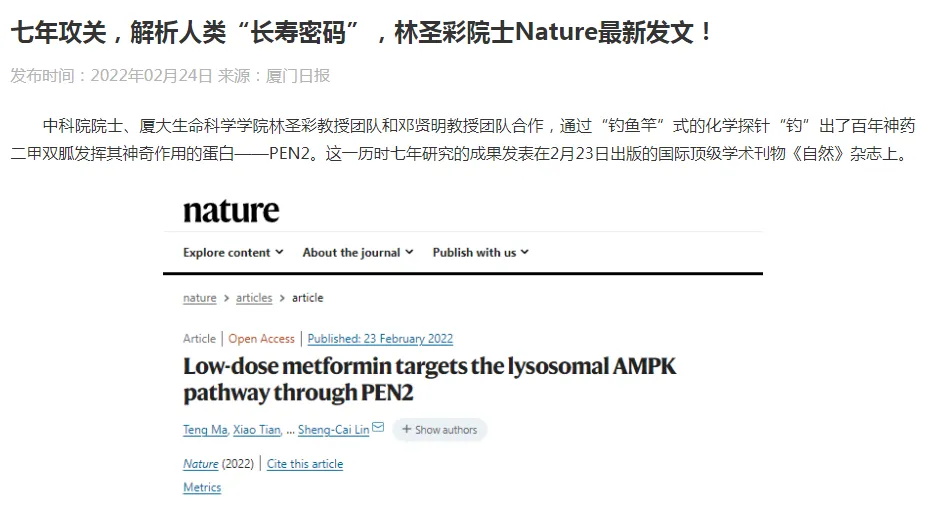 七年攻关，解析人类“长寿密码”，林圣彩院士Nature最新发文！
发布时间：2022年02月24日 来源：厦门日报
中科院院士、厦大生命科学学院林圣彩教授团队和邓贤明教授团队合作，通过“钓鱼竿”式的化学探针“钓”出了百年神药
二甲双胍发挥其神奇作用的蛋白——PEN2。这一历时七年研究的成果发表在2月23日出版的国际顶级学术刊物《自然》杂志上。
nature
Explore content About the journal Publish with us
nature > articles > article
Article | Open Access | Published: 23 February 2022
Low-dose metformin targets the lysosomal AMPK
pathway through PEN2
Teng Ma, Xiao Tian, ... Sheng-Cai Lin + Show authors
Nature (2022) | Cite this article
Metrics